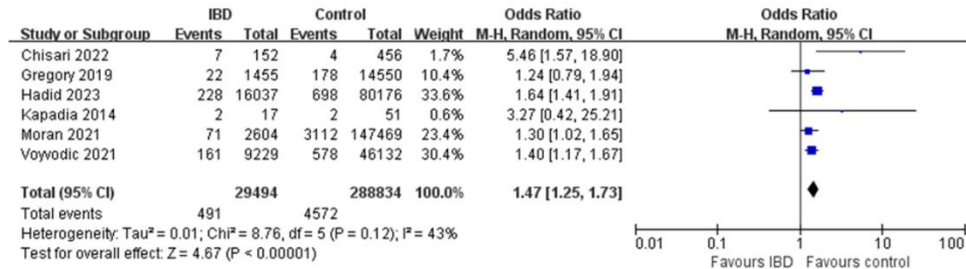 IBD Control Odds Ratio Odds Ratio
Study or Subgroup Events Total Events Total Weight M-H, Random, 95% CI M-H, Random, 95% CI
Chisari 2022 7 152 4 456 1.7% 5.46 [1.57, 18.90]
Gregory 2019 22 1455 178 14550 10.4% 1.24 [0.79, 1.94]
Hadid 2023 228 16037 698 80176 33.6% 1.64 [1.41, 1.91]
Kapadia 2014 2 17 2 51 0.6% 3.27 [0.42, 25.21]
Moran 2021 71 2604 3112 147469 23.4% 1.30 [1.02, 1.65]
Voyvodic 2021 161 9229 578 46132 30.4% 1.40 [1.17, 1.67]
Total (95% CI) 29494 288834 100.0% 1.47 [1.25, 1.73]
Total events 491 4572
Heterogeneity: Tau² = 0.01; Chi² = 8.76, df = 5 (P = 0.12); I² = 43%
Test for overall effect: Z = 4.67 (P < 0.00001)
0.01 0.1 1 10 100
Favours IBD Favours control